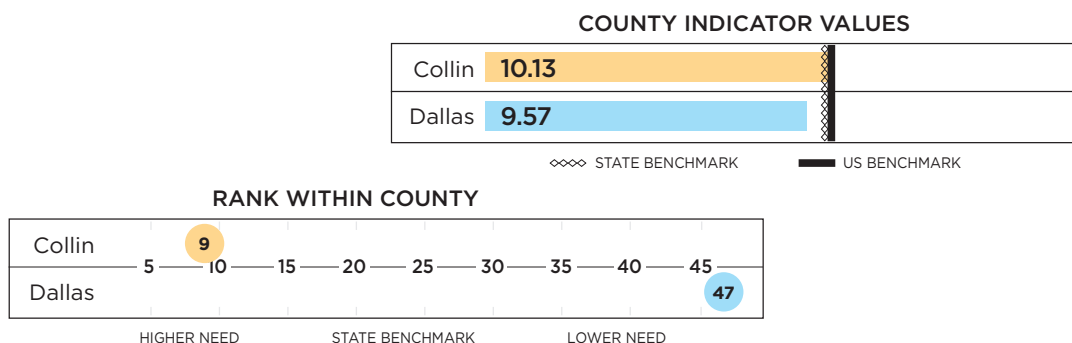 COUNTY INDICATOR VALUES
Collin 10.13
Dallas 9.57
STATE BENCHMARK US BENCHMARK
RANK WITHIN COUNTY
Collin 9
5 10 15 20 25 30 35 40 45
Dallas 47
HIGHER NEED STATE BENCHMARK LOWER NEED